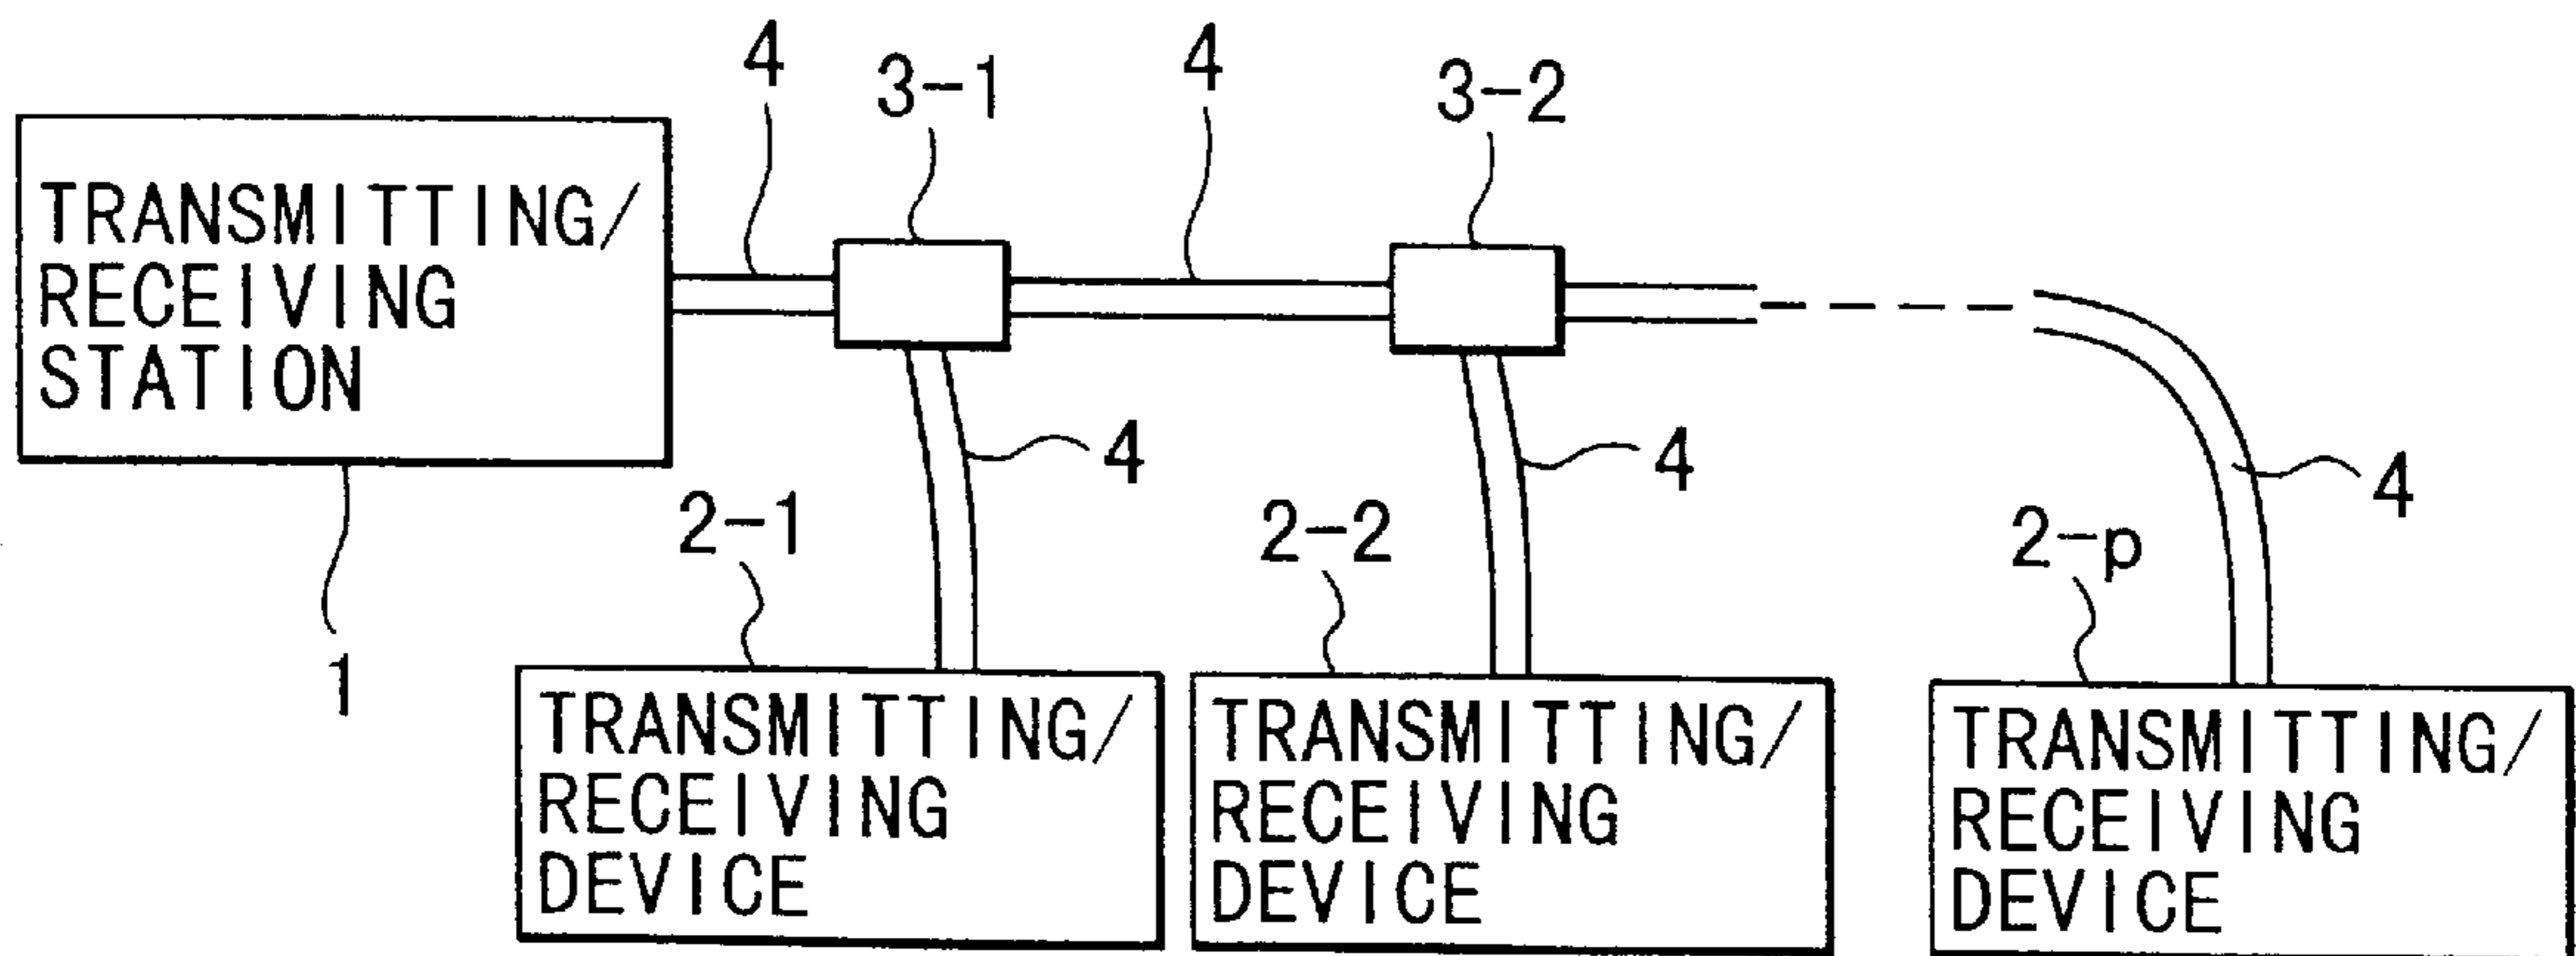 4
3-1
4
3-2
TRANSMITTING/
RECEIVING
STATION
4
4
4
1
2-1
2-2
2-p
TRANSMITTING/
RECEIVING
DEVICE
TRANSMITTING/
RECEIVING
DEVICE
TRANSMITTING/
RECEIVING
DEVICE